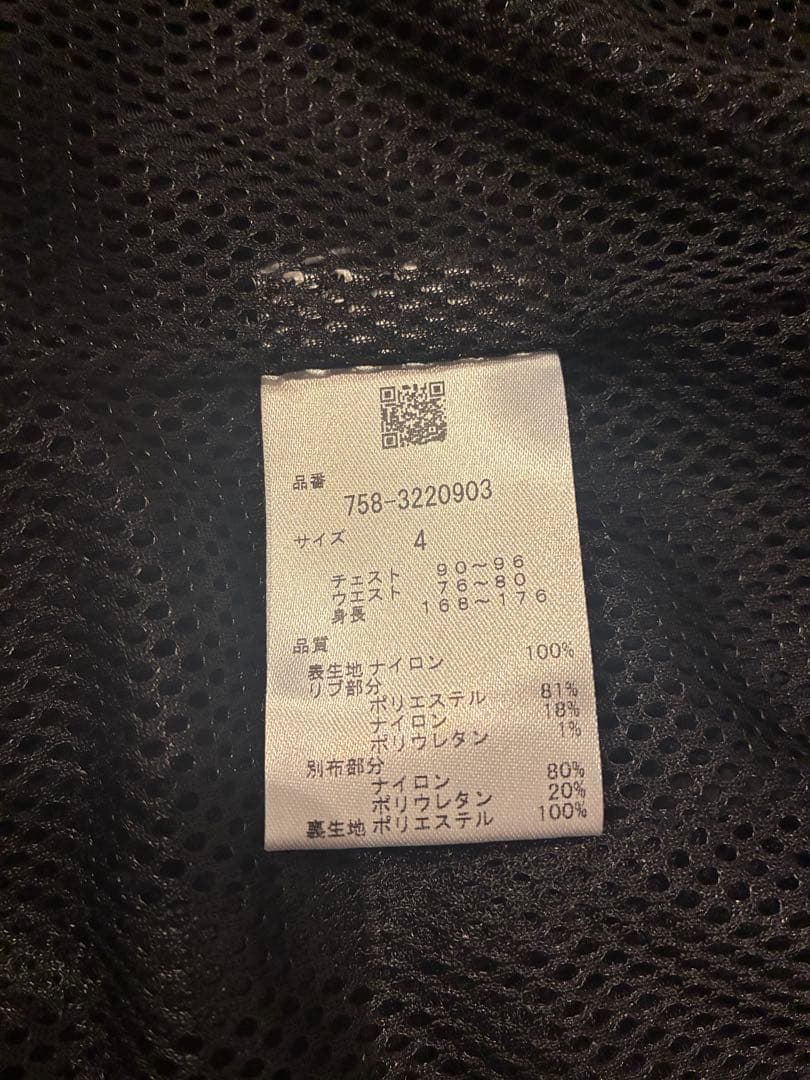 品番
758-3220903
サイズ 4
チェスト 90〜96
ウエスト 76〜80
身長 168〜176
品質
表生地 ナイロン 100%
リブ部分
ポリエステル 81%
ナイロン 18%
ポリウレタン 1%
別布部分
ナイロン 80%
ポリウレタン 20%
裏生地 ポリエステル 100%